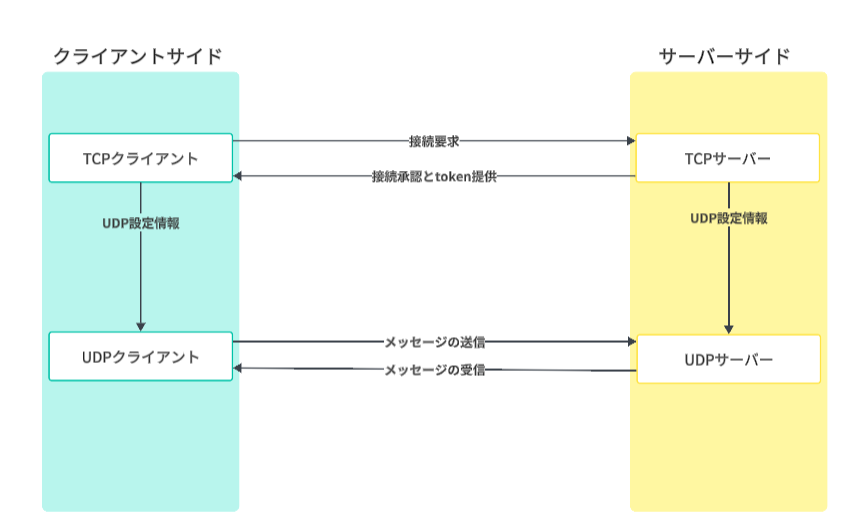 クライアントサイド
サーバーサイド
接続要求
TCPクライアント
TCPサーバー
接続承認とtoken提供
UDP設定情報
UDP設定情報
メッセージの送信
UDPクライアント
UDPサーバー
メッセージの受信